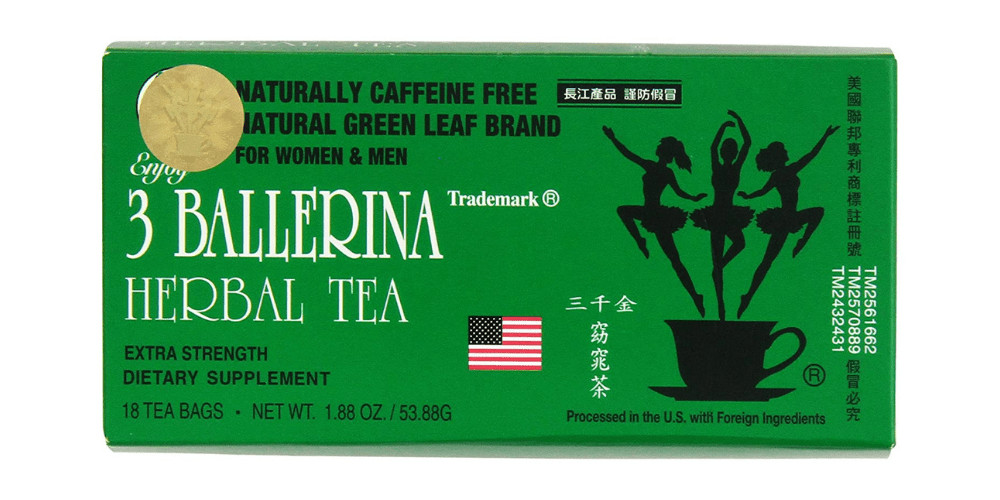 HERBAL TEA
NATURALLY CAFFEINE FREE
NATURAL GREEN LEAF BRAND
FOR WOMEN & MEN
長江產品 謹防假冒
Enjoy
3 BALLERINA Trademark ®
HERBAL TEA
EXTRA STRENGTH
DIETARY SUPPLEMENT
18 TEA BAGS • NET WT. 1.88 OZ. / 53.88G
三千金
窈窕茶
®
Processed in the U.S. with Foreign Ingredients
美國聯邦專利商標註冊號
TM2561662
TM2570889
TM2432431
假冒必究